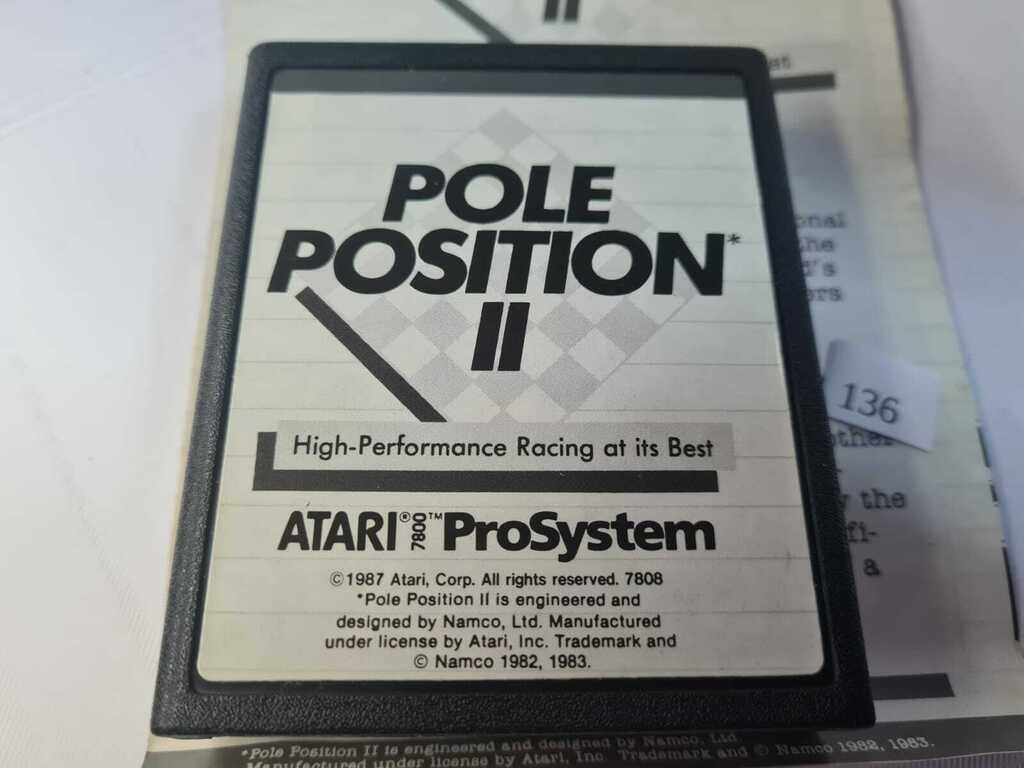 II
POLE
POSITION*
II
High-Performance Racing at its Best
ATARI® 7800™ ProSystem
©1987 Atari, Corp. All rights reserved. 7808
*Pole Position II is engineered and
designed by Namco, Ltd. Manufactured
under license by Atari, Inc. Trademark and
© Namco 1982, 1983.
136
the
a
*Pole Position II is engineered and designed by Namco, Ltd.
Manufactured under license by Atari, Inc. Trademark and © Namco 1982, 1983.